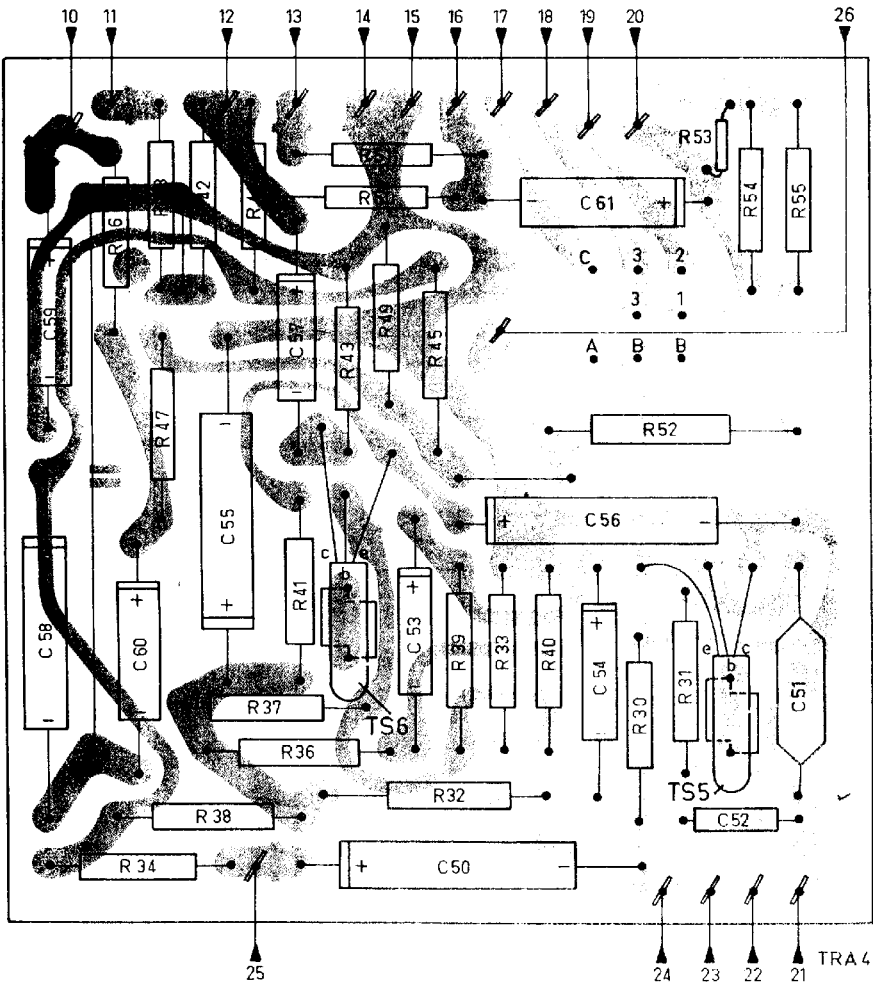 10 11 12 13 14 15 16 17 18 19 20 26
R53
R54
R55
C61
- +
C 3 2
3 1
A B B
C59
+
-
C57
+
-
R43
R49
R45
R47
R52
C55
-
+
C56
+ -
R41
c b e
C53
+
R39
R33
R40
C54
+
R30
R31
e b c
C51
C58
+
-
C60
+
-
R37
TS6
R36
R32
TS5
R38
C52
R34
C50
+ -
25 24 23 22 21 TRA4